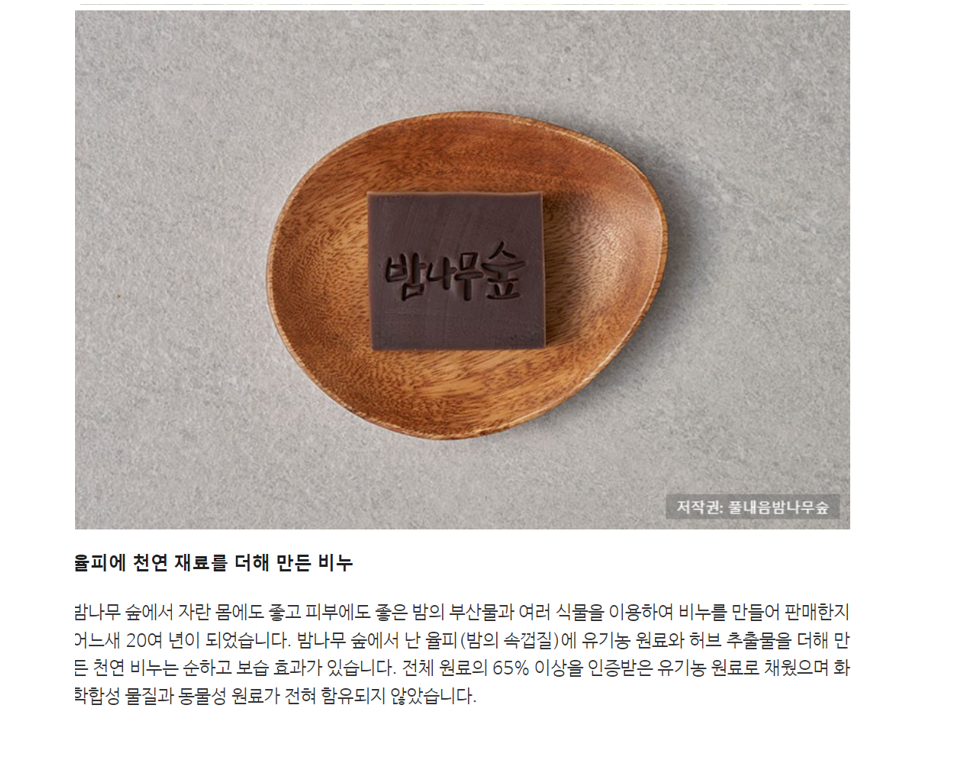 밤나무숲
저작권: 풀내음밤나무숲
율피에 천연 재료를 더해 만든 비누
밤나무 숲에서 자란 몸에도 좋고 피부에도 좋은 밤의 부산물과 여러 식물을 이용하여 비누를 만들어 판매한지
어느새 20여 년이 되었습니다. 밤나무 숲에서 난 율피(밤의 속껍질)에 유기농 원료와 허브 추출물을 더해 만
든 천연 비누는 순하고 보습 효과가 있습니다. 전체 원료의 65% 이상을 인증받은 유기농 원료로 채웠으며 화
학합성 물질과 동물성 원료가 전혀 함유되지 않았습니다.